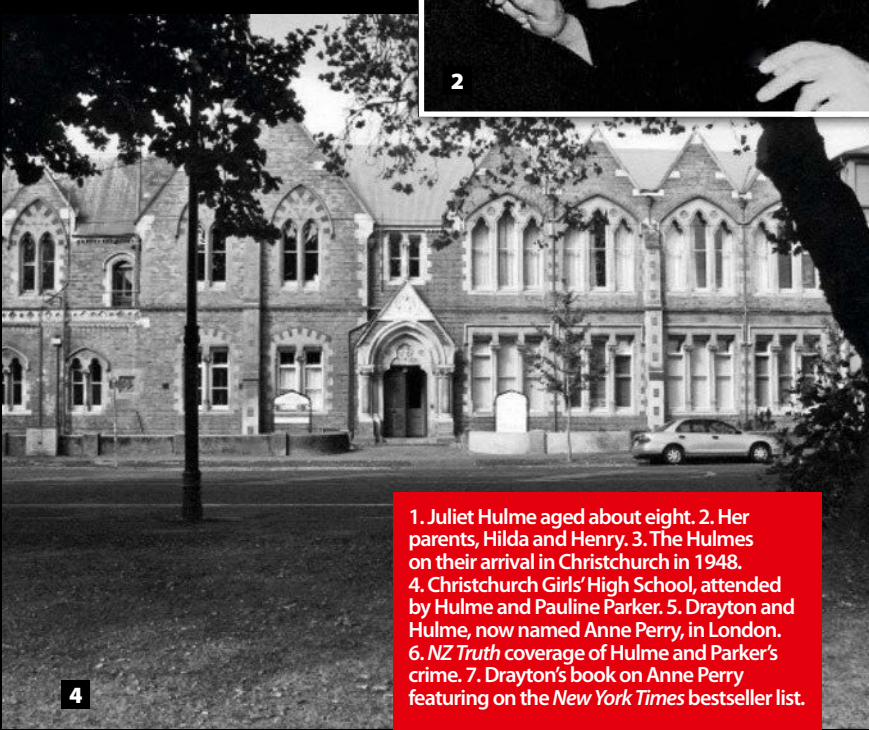 2
4
1. Juliet Hulme aged about eight. 2. Her
parents, Hilda and Henry. 3. The Hulmes
on their arrival in Christchurch in 1948.
4. Christchurch Girls’ High School, attended
by Hulme and Pauline Parker. 5. Drayton and
Hulme, now named Anne Perry, in London.
6. NZ Truth coverage of Hulme and Parker’s
crime. 7. Drayton’s book on Anne Perry
featuring on the New York Times bestseller list.